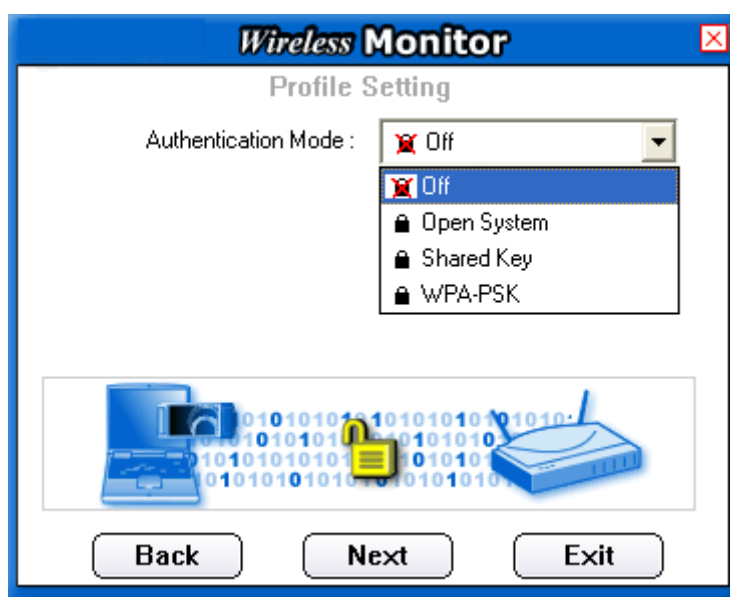 Wireless Monitor
Profile Setting
Authentication Mode : Off
Off
Open System
Shared Key
WPA-PSK
Back Next Exit